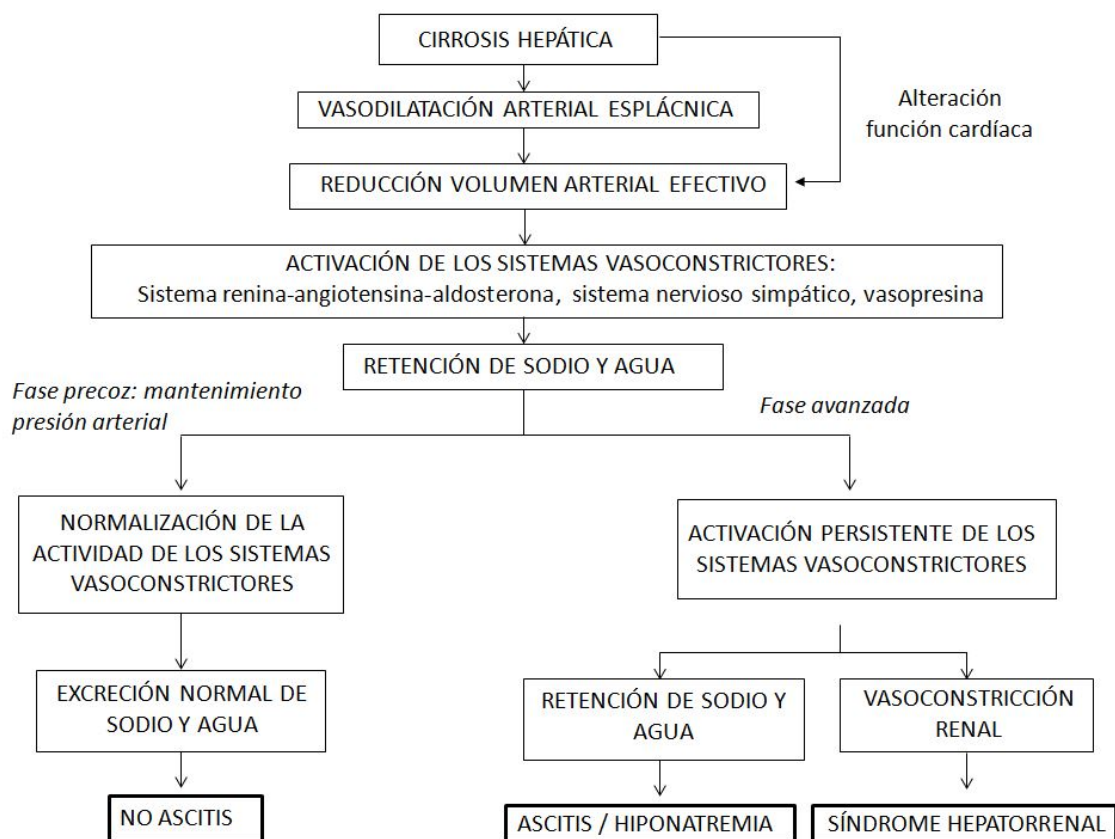 CIRROSIS HEPÁTICA
VASODILATACIÓN ARTERIAL ESPLÁCNICA
Alteración
función cardíaca
REDUCCIÓN VOLUMEN ARTERIAL EFECTIVO
ACTIVACIÓN DE LOS SISTEMAS VASOCONSTRICTORES:
Sistema renina-angiotensina-aldosterona, sistema nervioso simpático, vasopresina
RETENCIÓN DE SODIO Y AGUA
Fase precoz: mantenimiento
presión arterial
Fase avanzada
NORMALIZACIÓN DE LA
ACTIVIDAD DE LOS SISTEMAS
VASOCONSTRICTORES
ACTIVACIÓN PERSISTENTE DE LOS
SISTEMAS VASOCONSTRICTORES
EXCRECIÓN NORMAL DE
SODIO Y AGUA
RETENCIÓN DE SODIO Y
AGUA
VASOCONSTRICCIÓN
RENAL
NO ASCITIS
ASCITIS / HIPONATREMIA
SÍNDROME HEPATORRENAL